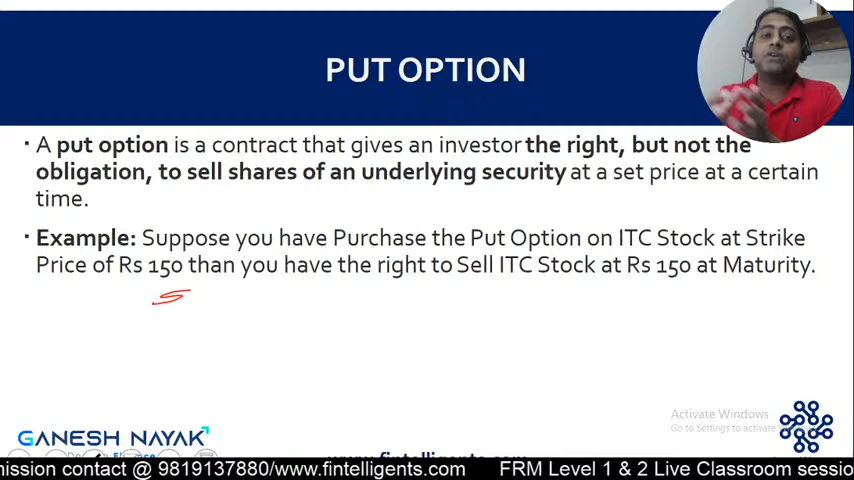 PUT OPTION
▪ A put option is a contract that gives an investor the right, but not the
obligation, to sell shares of an underlying security at a set price at a certain
time.
▪ Example: Suppose you have Purchase the Put Option on ITC Stock at Strike
Price of Rs 150 than you have the right to Sell ITC Stock at Rs 150 at Maturity.
Activate Windows
Go to Settings to activate
GANESH NAYAK
mission contact @ 9819137880/www.fintelligents.com FRM Level 1 & 2 Live Classroom sessio